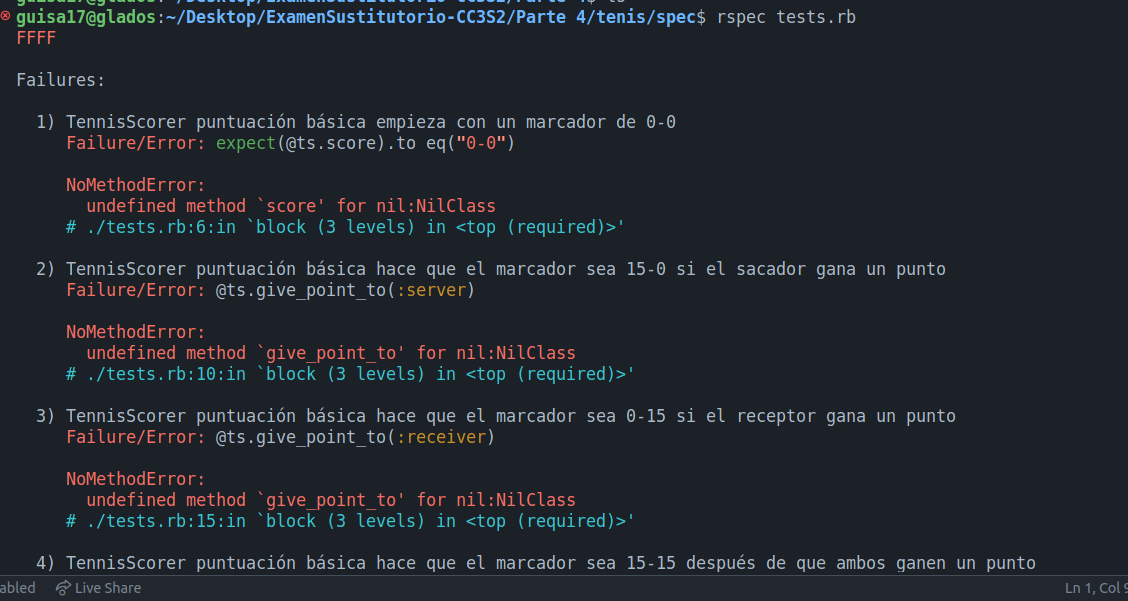 guisa17@glados:~/Desktop/ExamenSustitutorio-CC3S2/Parte 4/tenis/spec$ rspec tests.rb
FFFF
Failures:
1) TennisScorer puntuación básica empieza con un marcador de 0-0
Failure/Error: expect(@ts.score).to eq("0-0")
NoMethodError:
undefined method `score' for nil:NilClass
# ./tests.rb:6:in `block (3 levels) in <top (required)>'
2) TennisScorer puntuación básica hace que el marcador sea 15-0 si el sacador gana un punto
Failure/Error: @ts.give_point_to(:server)
NoMethodError:
undefined method `give_point_to' for nil:NilClass
# ./tests.rb:10:in `block (3 levels) in <top (required)>'
3) TennisScorer puntuación básica hace que el marcador sea 0-15 si el receptor gana un punto
Failure/Error: @ts.give_point_to(:receiver)
NoMethodError:
undefined method `give_point_to' for nil:NilClass
# ./tests.rb:15:in `block (3 levels) in <top (required)>'
4) TennisScorer puntuación básica hace que el marcador sea 15-15 después de que ambos ganen un punto
abled Live Share Ln 1, Col 9